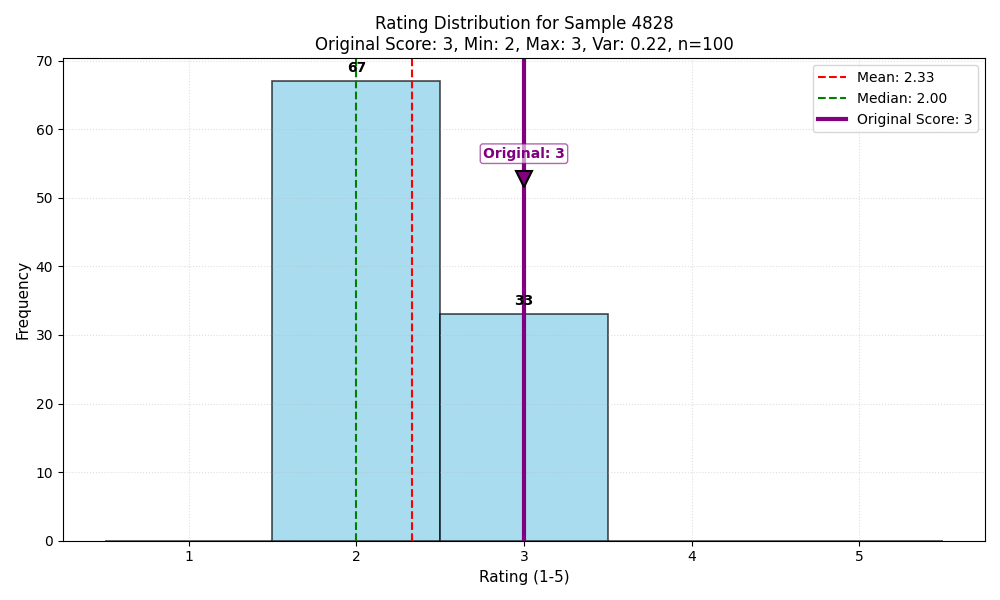 Rating Distribution for Sample 4828
Original Score: 3, Min: 2, Max: 3, Var: 0.22, n=100
Mean: 2.33
Median: 2.00
Original Score: 3
67
Original: 3
33
Frequency
70
60
50
40
30
20
10
0
1 2 3 4 5
Rating (1-5)